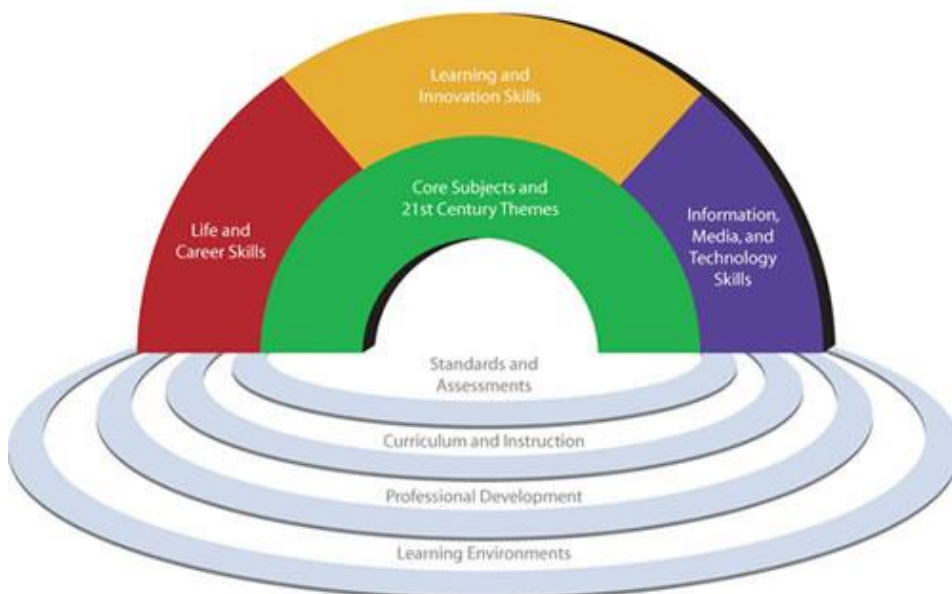 Learning and
Innovation Skills
Core Subjects and
21st Century Themes
Life and
Career Skills
Information,
Media, and
Technology
Skills
Standards and
Assessments
Curriculum and Instruction
Professional Development
Learning Environments